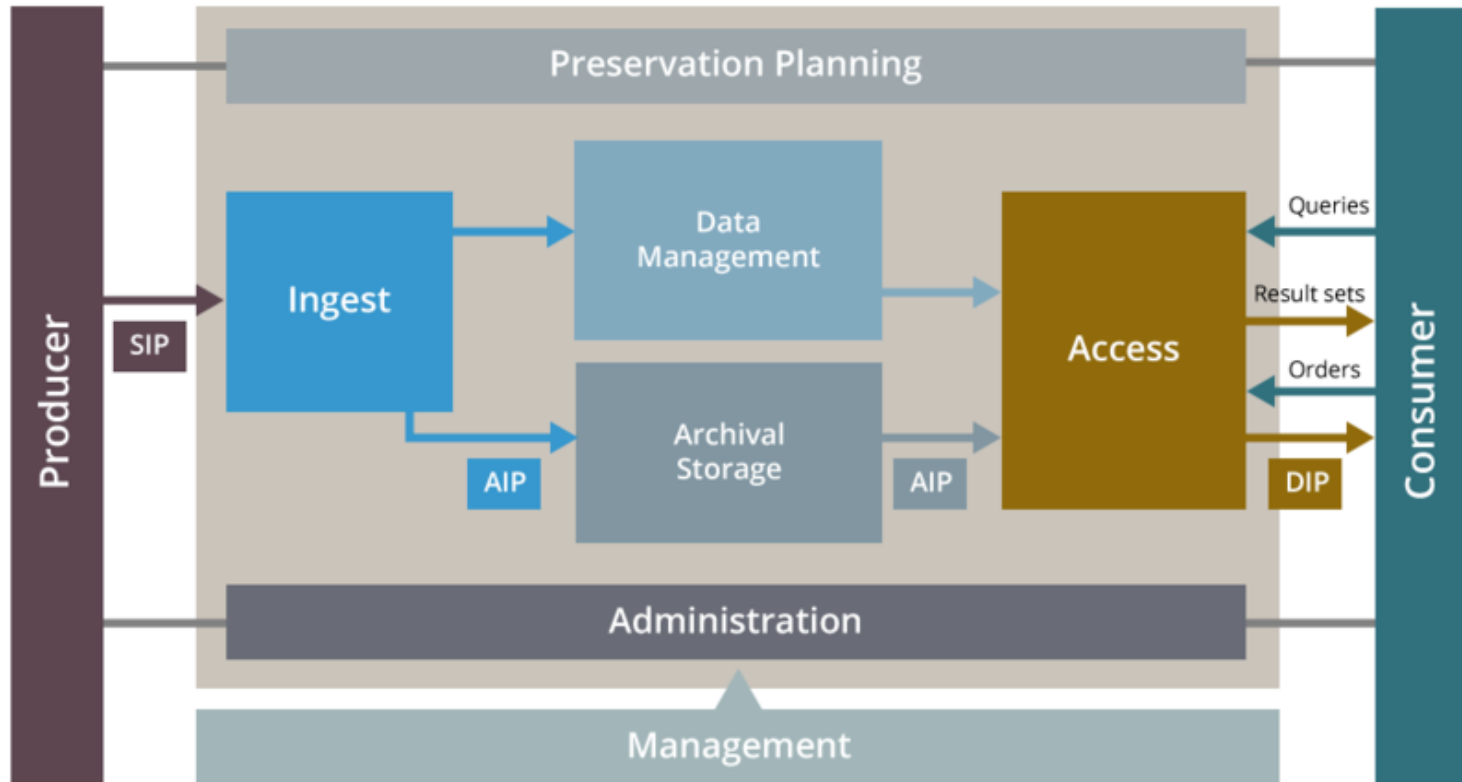 Preservation Planning
Producer
SIP
Ingest
Data
Management
AIP
Archival
Storage
AIP
Access
Queries
Result sets
Orders
DIP
Consumer
Administration
Management